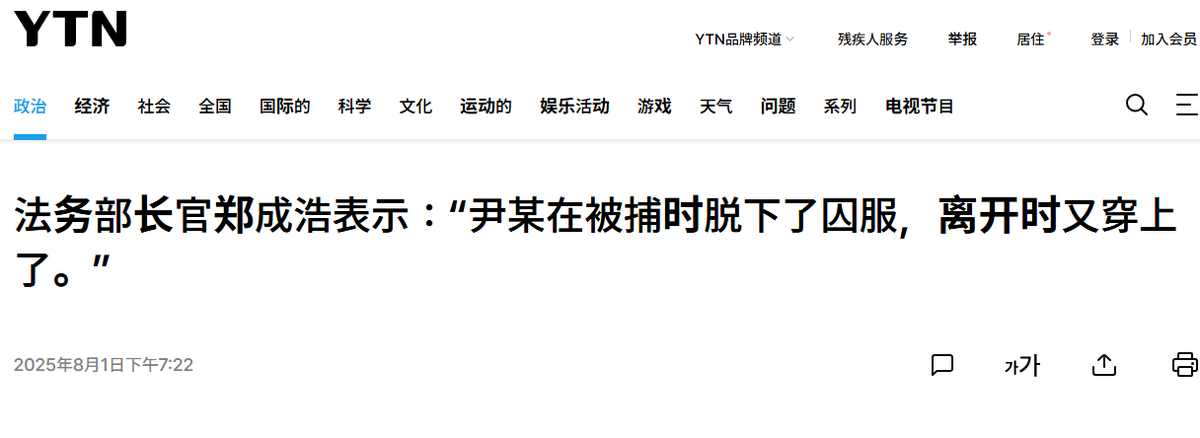 YTN
YTN品牌频道 残疾人服务 举报 居住 登录 加入会员
政治 经济 社会 全国 国际的 科学 文化 运动的 娱乐活动 游戏 天气 问题 系列 电视节目
法务部长官郑成浩表示：“尹某在被捕时脱下了囚服，离开时又穿上
了。”
2025年8月1日下午7:22 가가